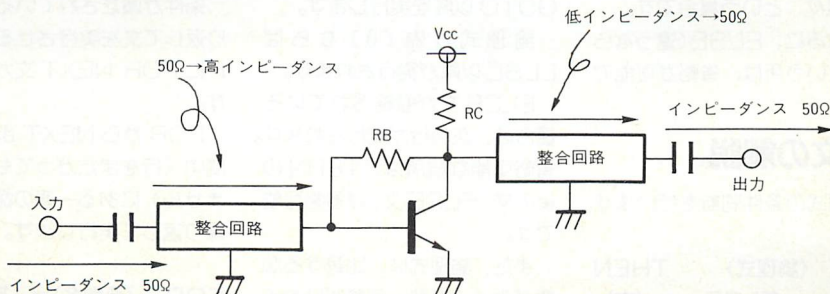 低インピーダンス→50Ω
Vcc
50Ω→高インピーダンス
RC
インピーダンス 50Ω
RB
整合回路
出力
入力
整合回路
インピーダンス 50Ω